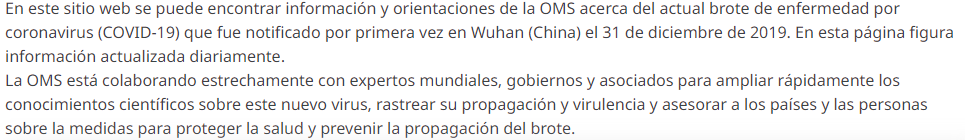 En este sitio web se puede encontrar información y orientaciones de la OMS acerca del actual brote de enfermedad por
coronavirus (COVID-19) que fue notificado por primera vez en Wuhan (China) el 31 de diciembre de 2019. En esta página figura
información actualizada diariamente.
La OMS está colaborando estrechamente con expertos mundiales, gobiernos y asociados para ampliar rápidamente los
conocimientos científicos sobre este nuevo virus, rastrear su propagación y virulencia y asesorar a los países y las personas
sobre la medidas para proteger la salud y prevenir la propagación del brote.